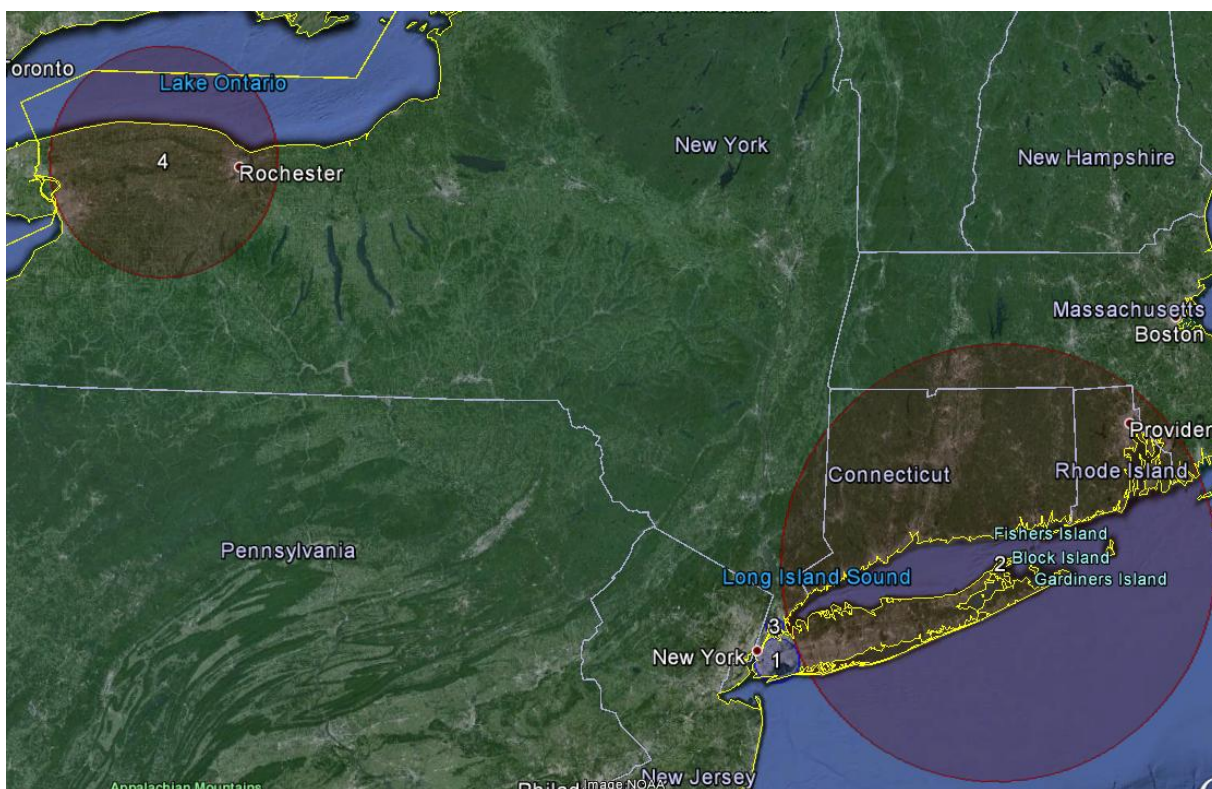 Toronto
Lake Ontario
4
Rochester
New York
New Hampshire
Massachusetts
Boston
Provider
Connecticut
Rhode Island
Fishers Island
Pennsylvania
2
Block Island
Long Island Sound
Gardiners Island
3
New York
1
Appalachian Mountains
Philad
Image NOAA
New Jersey